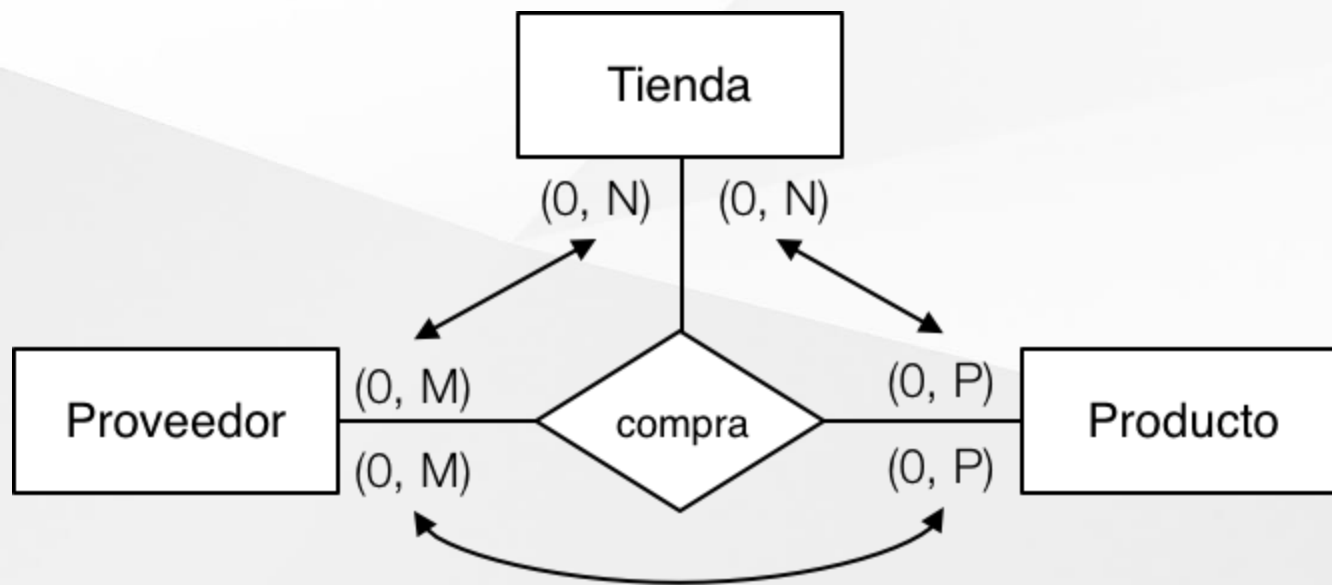 Tienda
(0, N) (0, N)
(0, M) (0, P)
Proveedor compra Producto
(0, M) (0, P)